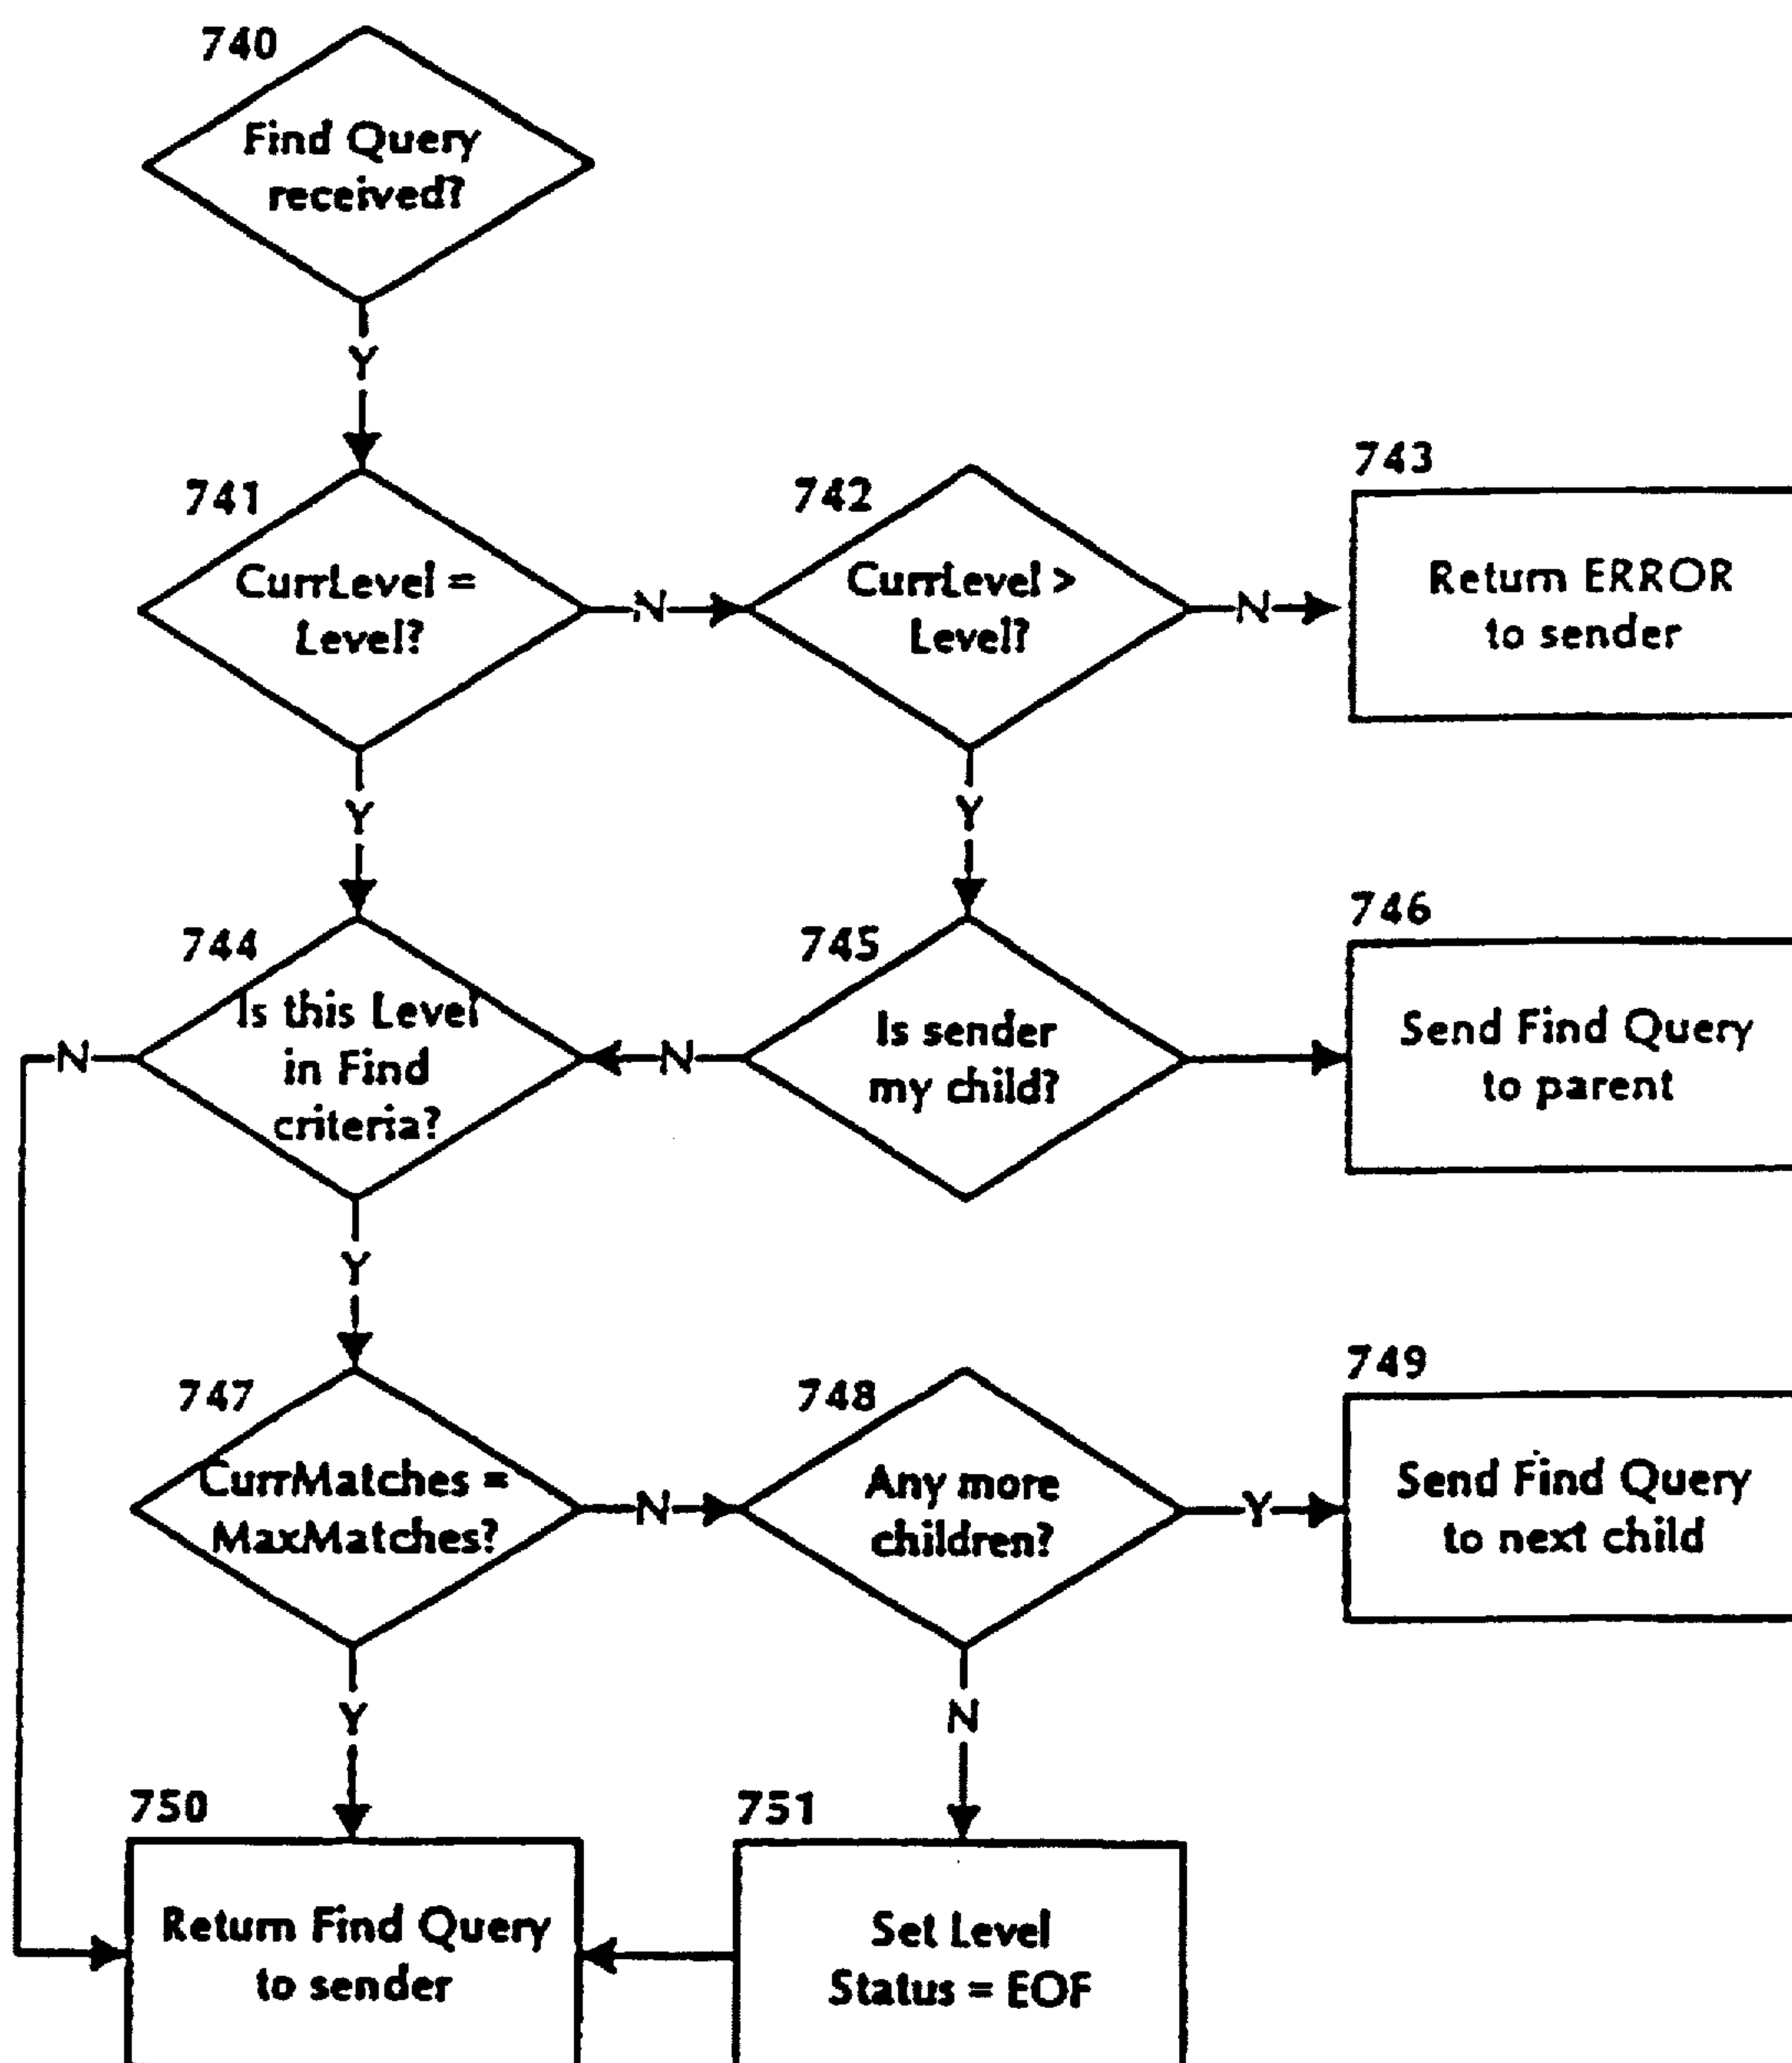 740
Find Query
received?
Y
741
CurrLevel =
Level?
N
742
CurrLevel >
Level?
N
743
Return ERROR
to sender
Y
Y
744
Is this Level
in Find
criteria?
N
N
745
Is sender
my child?
746
Send Find Query
to parent
Y
747
CurrMatches =
MaxMatches?
N
748
Any more
children?
Y
749
Send Find Query
to next child
Y
N
750
Return Find Query
to sender
751
Set Level
Status = EOF